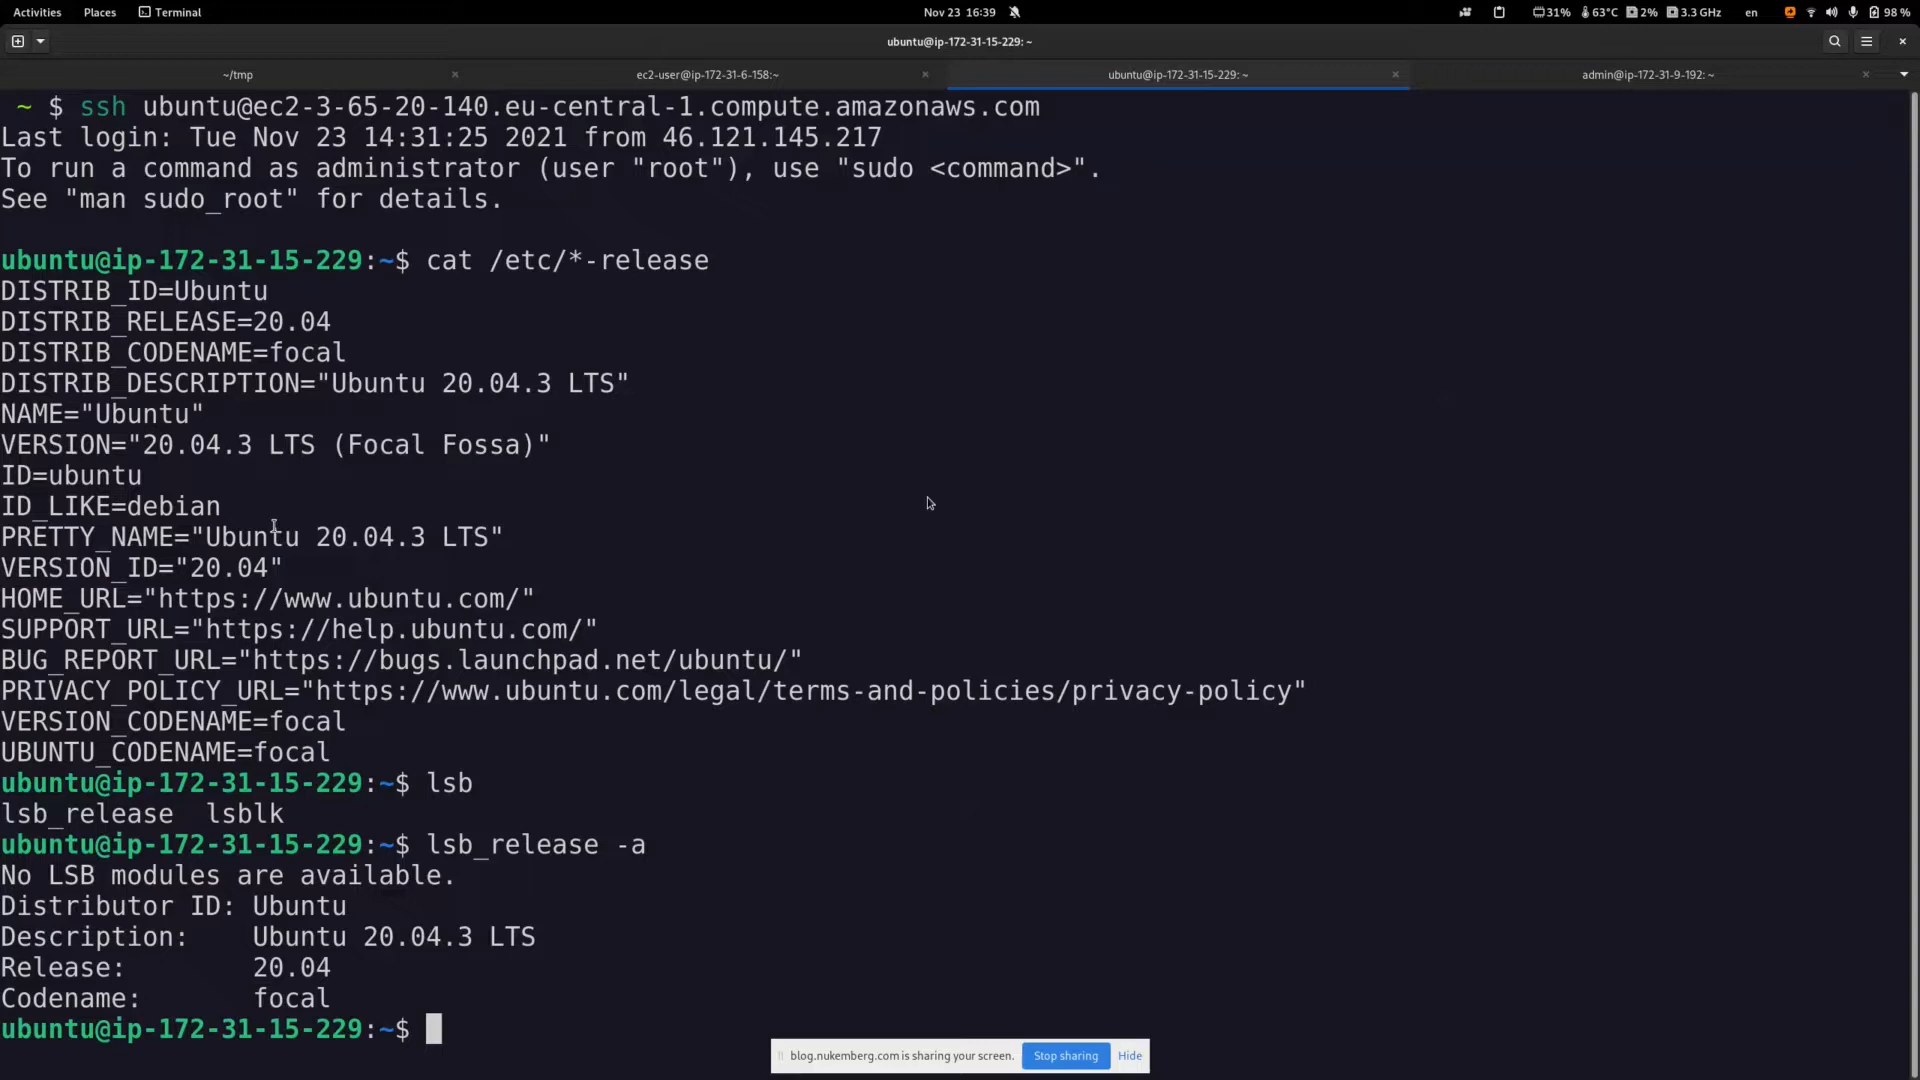 Activities Places Terminal Nov 23 16:39 31% 63°C 2% 3.3 GHz en 98 %
ubuntu@ip-172-31-15-229: ~
~/tmp ec2-user@ip-172-31-6-158:~ ubuntu@ip-172-31-15-229: ~ admin@ip-172-31-9-192: ~
~ $ ssh ubuntu@ec2-3-65-20-140.eu-central-1.compute.amazonaws.com
Last login: Tue Nov 23 14:31:25 2021 from 46.121.145.217
To run a command as administrator (user "root"), use "sudo <command>".
See "man sudo_root" for details.
ubuntu@ip-172-31-15-229:~$ cat /etc/*-release
DISTRIB_ID=Ubuntu
DISTRIB_RELEASE=20.04
DISTRIB_CODENAME=focal
DISTRIB_DESCRIPTION="Ubuntu 20.04.3 LTS"
NAME="Ubuntu"
VERSION="20.04.3 LTS (Focal Fossa)"
ID=ubuntu
ID_LIKE=debian
PRETTY_NAME="Ubuntu 20.04.3 LTS"
VERSION_ID="20.04"
HOME_URL="https://www.ubuntu.com/"
SUPPORT_URL="https://help.ubuntu.com/"
BUG_REPORT_URL="https://bugs.launchpad.net/ubuntu/"
PRIVACY_POLICY_URL="https://www.ubuntu.com/legal/terms-and-policies/privacy-policy"
VERSION_CODENAME=focal
UBUNTU_CODENAME=focal
ubuntu@ip-172-31-15-229:~$ lsb
lsb_release lsblk
ubuntu@ip-172-31-15-229:~$ lsb_release -a
No LSB modules are available.
Distributor ID: Ubuntu
Description: Ubuntu 20.04.3 LTS
Release: 20.04
Codename: focal
ubuntu@ip-172-31-15-229:~$
blog.nukemberg.com is sharing your screen. Stop sharing Hide